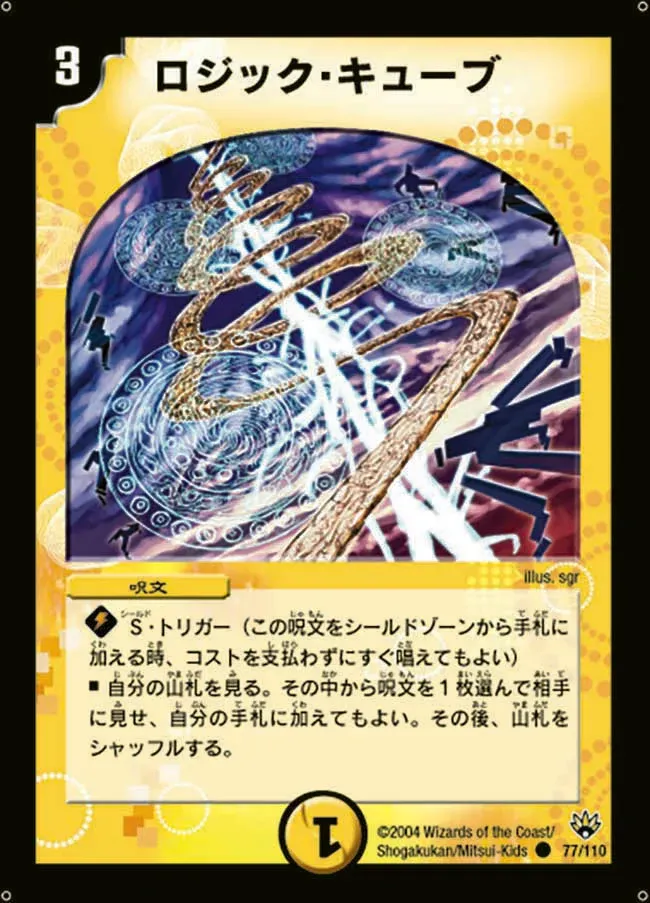 3
ロジック・キューブ
illus. sgr
呪文
S・トリガー（この呪文をシールドゾーンから手札に
加える時、コストを支払わずにすぐ唱えてもよい）
■ 自分の山札を見る。その中から呪文を1枚選んで相手
に見せ、自分の手札に加えてもよい。その後、山札を
シャッフルする。
1
©2004 Wizards of the Coast/
Shogakukan/Mitsui-Kids ● 77/110